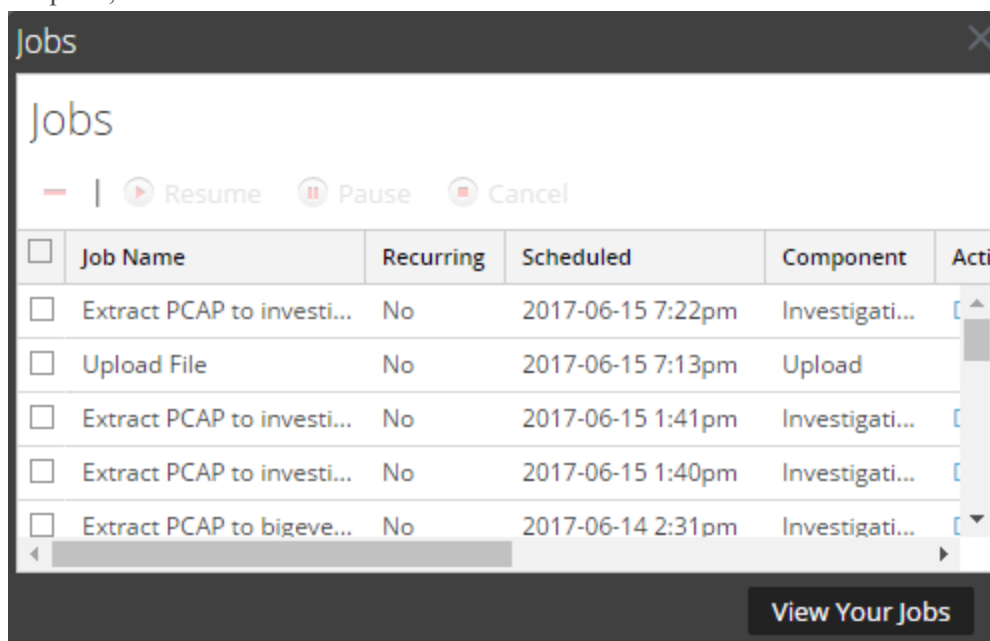 Jobs
Jobs
Resume Pause Cancel
Job Name Recurring Scheduled Component Acti
Extract PCAP to investi... No 2017-06-15 7:22pm Investigati...
Upload File No 2017-06-15 7:13pm Upload
Extract PCAP to investi... No 2017-06-15 1:41pm Investigati...
Extract PCAP to investi... No 2017-06-15 1:40pm Investigati...
Extract PCAP to bigeve... No 2017-06-14 2:31pm Investigati...
View Your Jobs